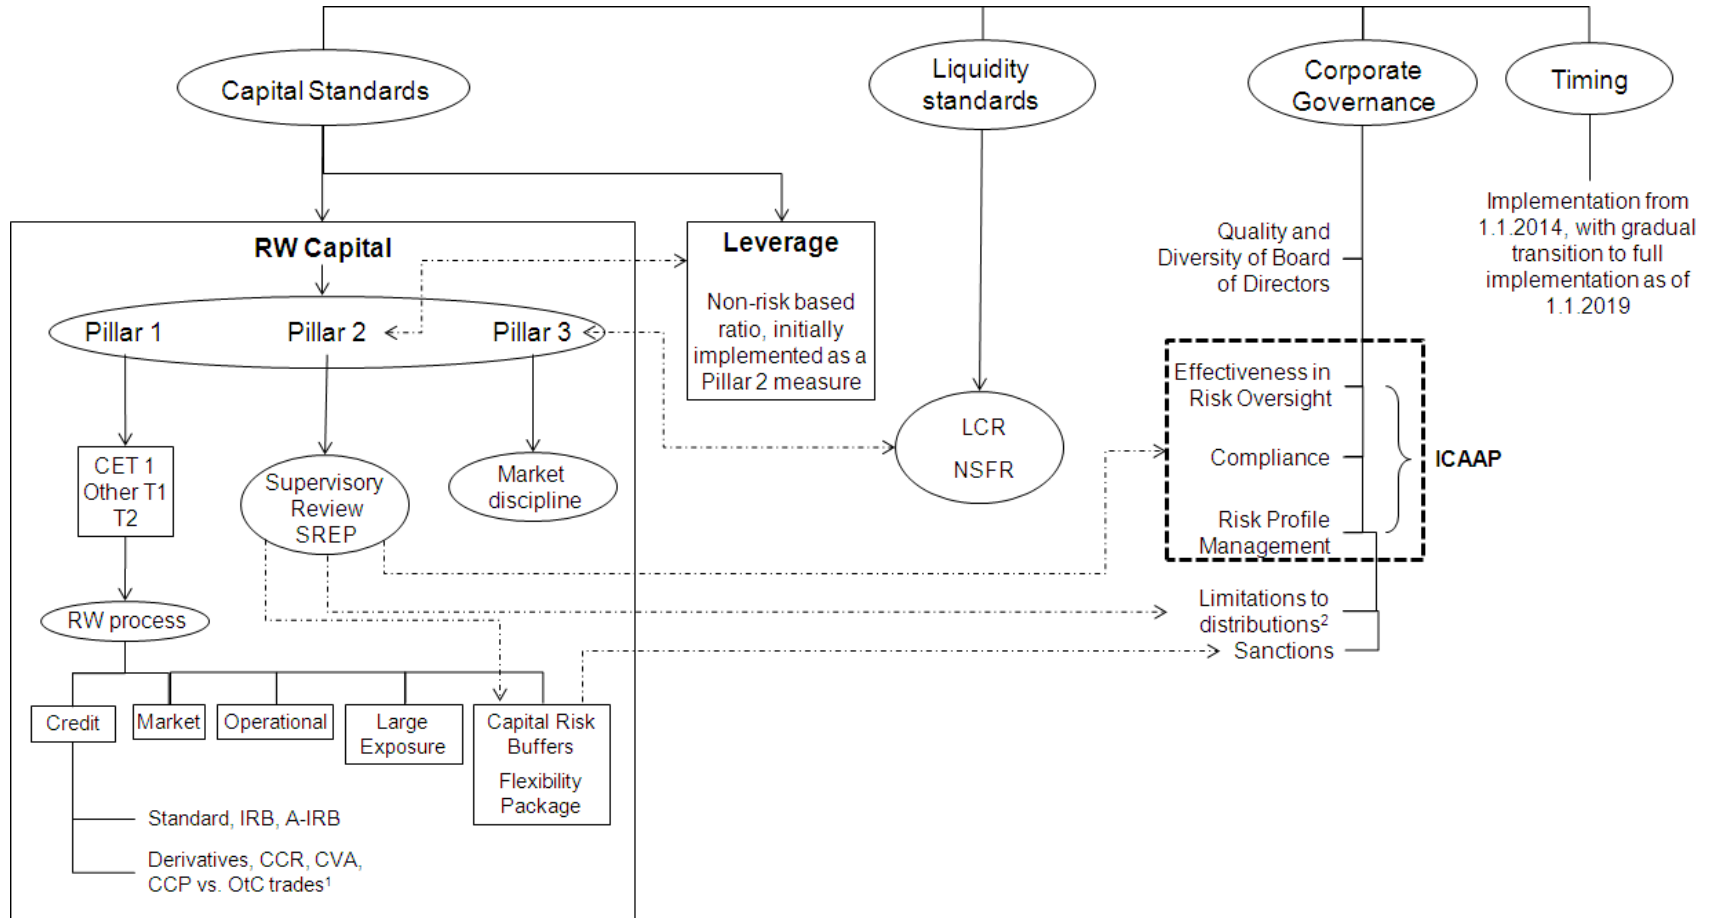 Capital Standards
Liquidity
standards
Corporate
Governance
Timing
RW Capital
Pillar 1
Pillar 2
Pillar 3
CET 1
Other T1
T2
Supervisory
Review
SREP
Market
discipline
RW process
Credit
Market
Operational
Large
Exposure
Capital Risk
Buffers
Flexibility
Package
Standard, IRB, A-IRB
Derivatives, CCR, CVA,
CCP vs. OtC trades¹
Leverage
Non-risk based
ratio, initially
implemented as a
Pillar 2 measure
LCR
NSFR
Quality and
Diversity of Board
of Directors
Effectiveness in
Risk Oversight
Compliance
Risk Profile
Management
ICAAP
Limitations to
distributions²
Sanctions
Implementation from
1.1.2014, with gradual
transition to full
implementation as of
1.1.2019